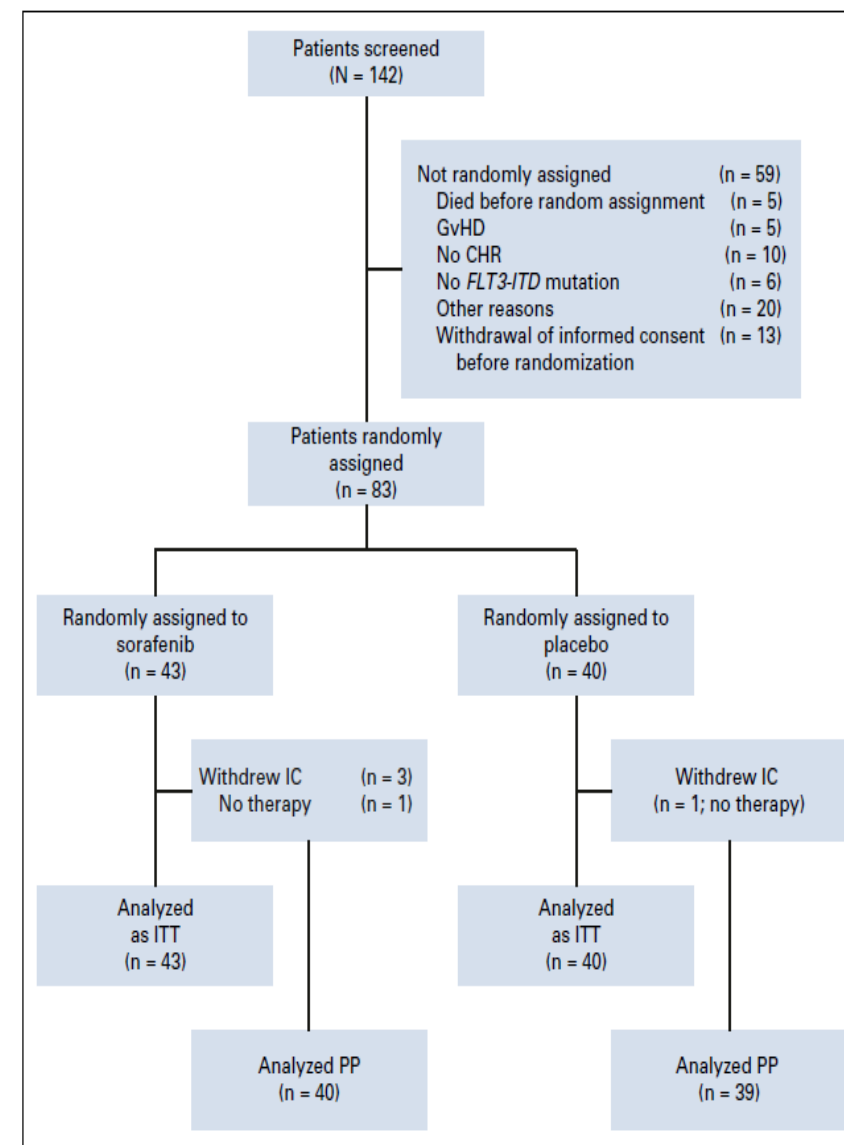 Patients screened
(N = 142)
Not randomly assigned (n = 59)
Died before random assignment (n = 5)
GvHD (n = 5)
No CHR (n = 10)
No FLT3-ITD mutation (n = 6)
Other reasons (n = 20)
Withdrawal of informed consent (n = 13)
before randomization
Patients randomly
assigned
(n = 83)
Randomly assigned to
sorafenib
(n = 43)
Randomly assigned to
placebo
(n = 40)
Withdrew IC (n = 3)
No therapy (n = 1)
Withdrew IC
(n = 1; no therapy)
Analyzed
as ITT
(n = 43)
Analyzed
as ITT
(n = 40)
Analyzed PP
(n = 40)
Analyzed PP
(n = 39)